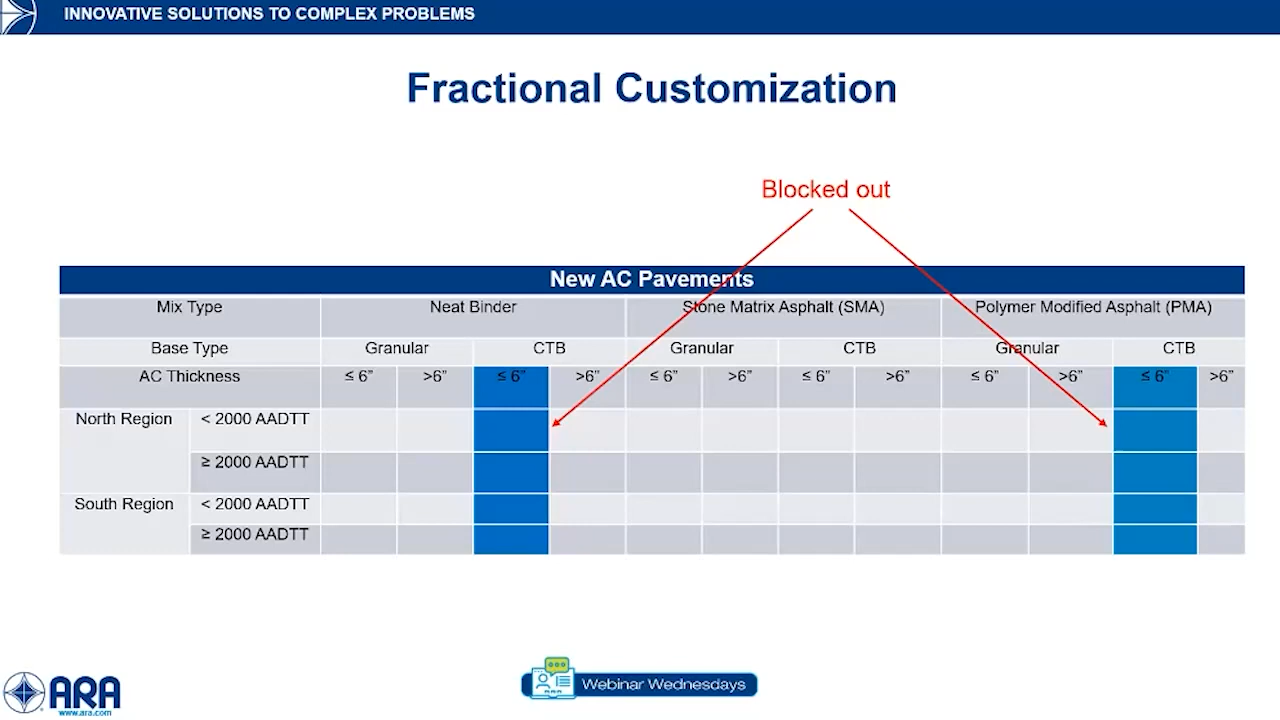 INNOVATIVE SOLUTIONS TO COMPLEX PROBLEMS
Fractional Customization
Blocked out
New AC Pavements
Mix Type Neat Binder Stone Matrix Asphalt (SMA) Polymer Modified Asphalt (PMA)
Base Type Granular CTB Granular CTB Granular CTB
AC Thickness ≤ 6” >6” ≤ 6” >6” ≤ 6” >6” ≤ 6” >6” ≤ 6” >6” ≤ 6” >6”
North Region < 2000 AADTT
≥ 2000 AADTT
South Region < 2000 AADTT
≥ 2000 AADTT
ARA
www.ara.com
Webinar Wednesdays